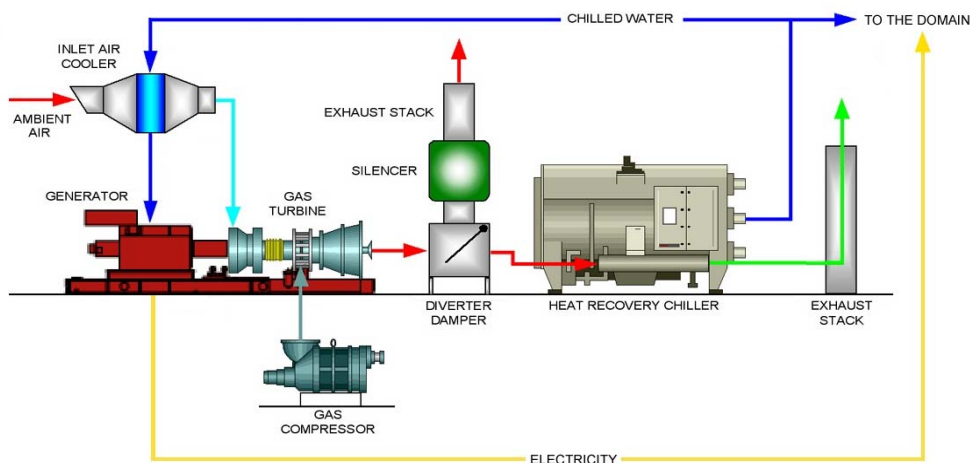 CHILLED WATER
TO THE DOMAIN
INLET AIR
COOLER
AMBIENT
AIR
EXHAUST STACK
SILENCER
GENERATOR
GAS
TURBINE
DIVERTER
DAMPER
HEAT RECOVERY CHILLER
EXHAUST
STACK
GAS
COMPRESSOR
ELECTRICITY